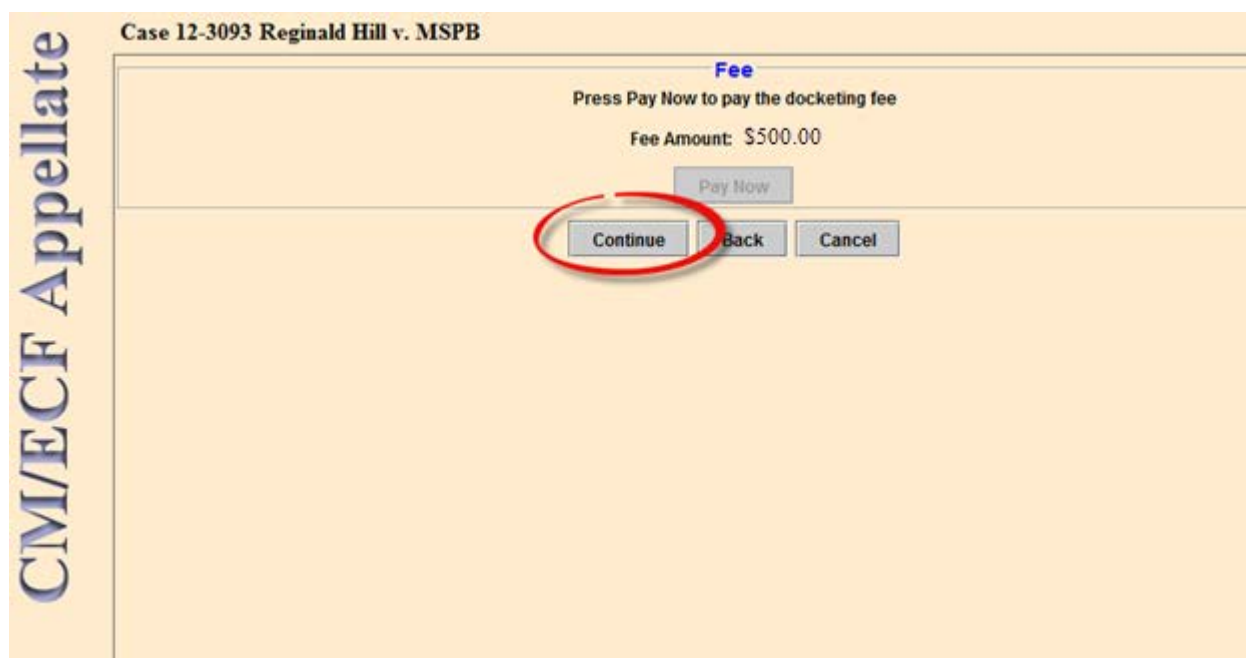 CM/ECF Appellate
Case 12-3093 Reginald Hill v. MSPB
Fee
Press Pay Now to pay the docketing fee
Fee Amount: $500.00
Pay Now
Continue Back Cancel